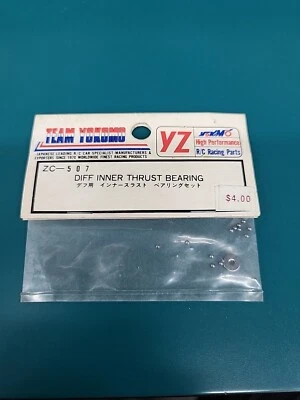 TEAM YOKOMO
JAPANESE LEADING R/C CAR SPECIALIST MANUFACTURERS &
EXPORTERS SINCE 1970 WORLDWIDE FINEST RACING PRODUCTS
YZ
YOKOMO
High Performance
R/C Racing Parts
ZC-507
DIFF INNER THRUST BEARING
デフ用 インナースラスト ベアリングセット
$4.00